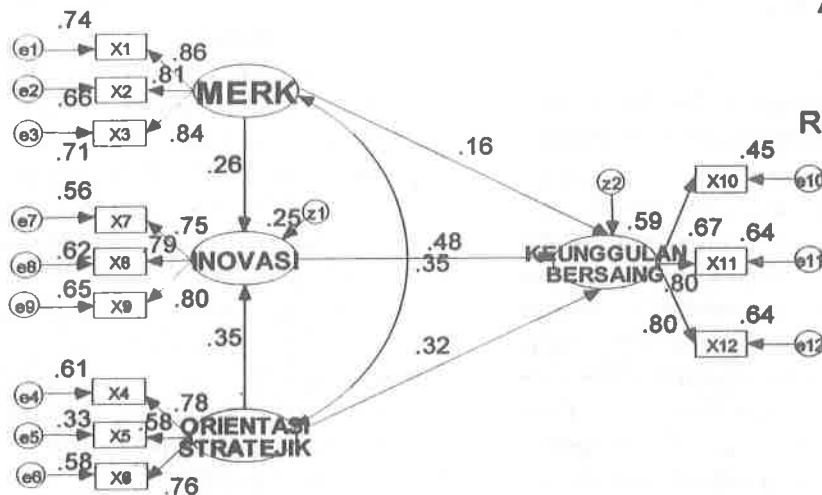 .74
e1 X1 .86
e2 X2 .81 MERK
.66
e3 X3 .84
.71
R
.26
.16
.45
z2 X10 e10
.56
e7 X7 .75
.25 z1
.59 .67 .64
.62
e8 X8 .79 INOVASI
.48
.35
KEUNGGULAN
BERSAING
X11 e11
.80
.65
e9 X9 .80
.80
.64
X12 e12
.35
.32
.61
e4 X4 .78
.33
e5 X5 .58 ORIENTASI
STRATEJIK
.58
e6 X6
.76